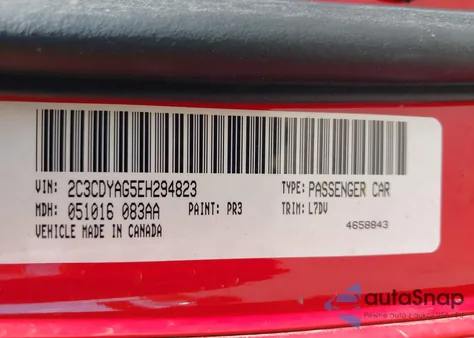 VIN: 2C3CDYAG5EH294823 TYPE: PASSENGER CAR
MDH: 051016 083AA PAINT: PR3 TRIM: L7DV
VEHICLE MADE IN CANADA 4658843
autoSnap